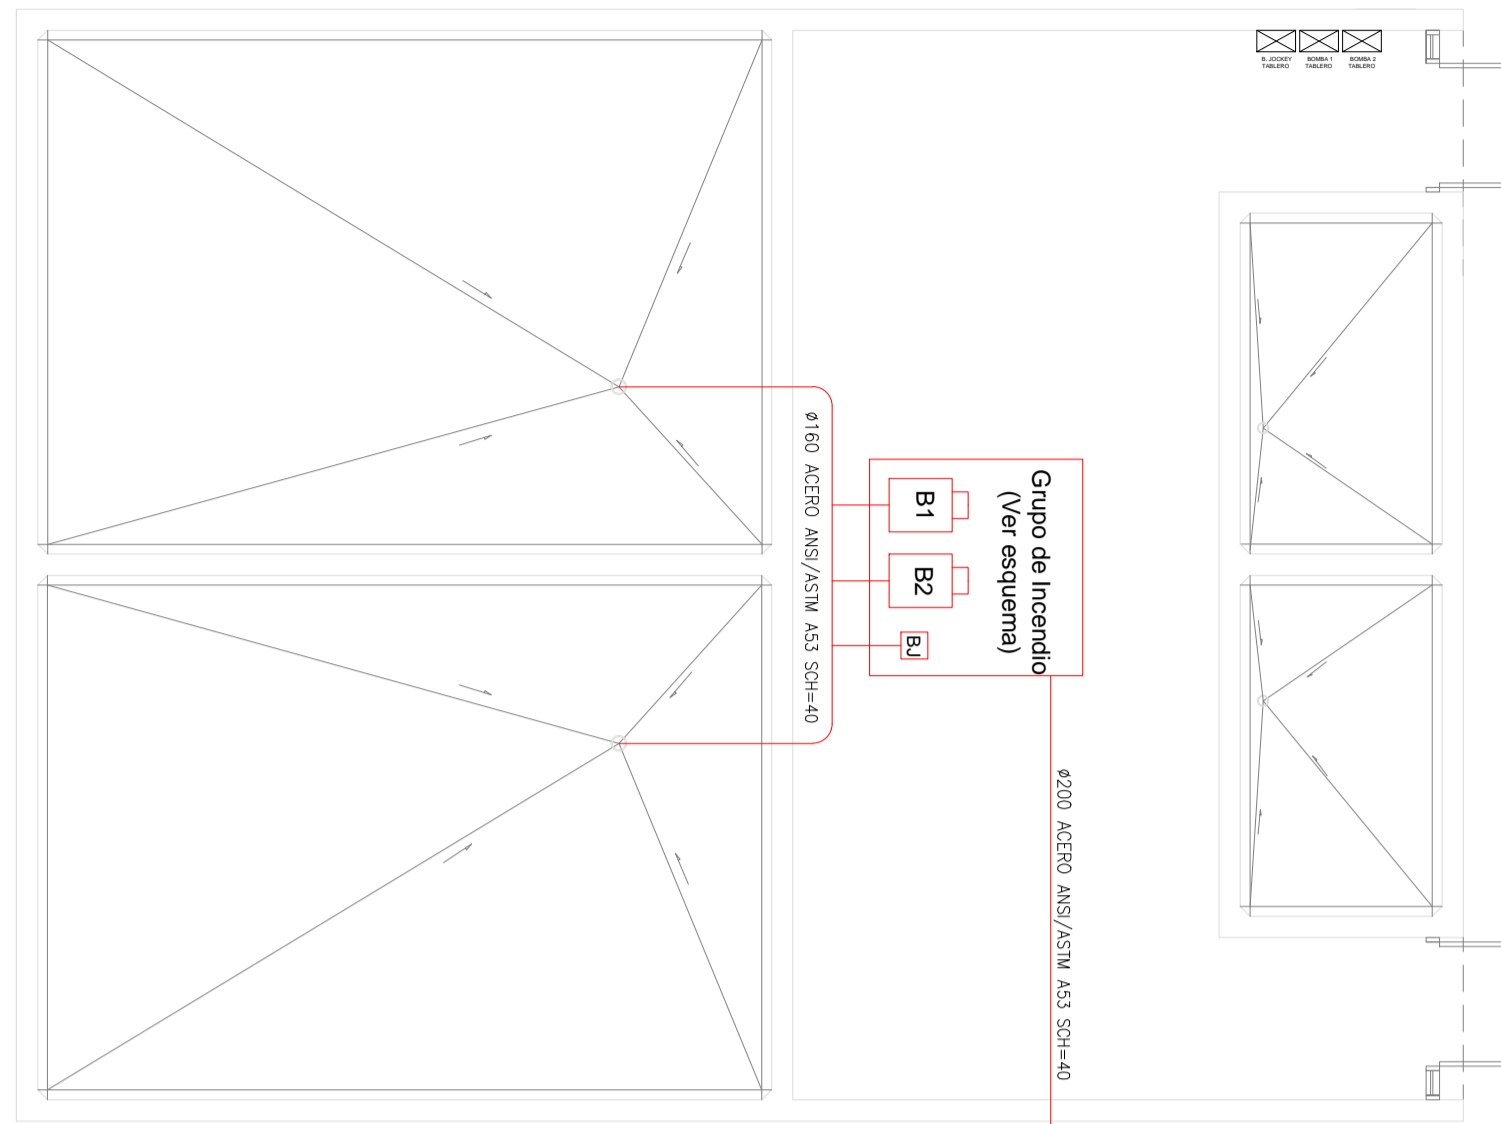 B. JOCKEY
TABLERO
BOMBA 1
TABLERO
BOMBA 2
TABLERO
Ø160 ACERO ANSI/ASTM A53 SCH=40
B1
B2
BJ
Grupo de Incendio
(Ver esquema)
Ø200 ACERO ANSI/ASTM A53 SCH=40